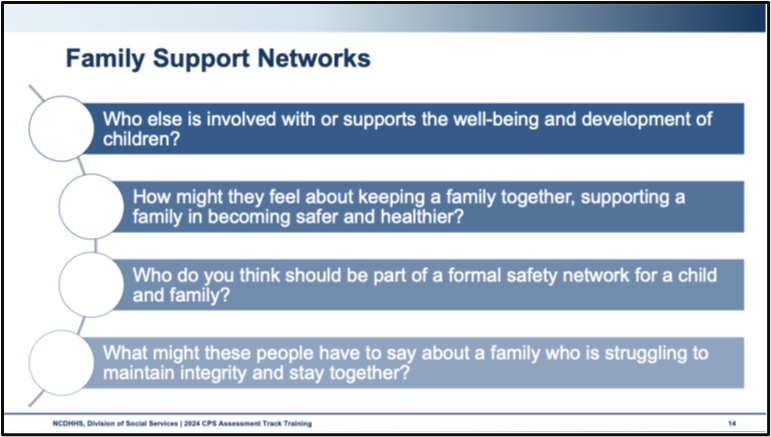 Family Support Networks
Who else is involved with or supports the well-being and development of
children?
How might they feel about keeping a family together, supporting a
family in becoming safer and healthier?
Who do you think should be part of a formal safety network for a child
and family?
What might these people have to say about a family who is struggling to
maintain integrity and stay together?
NCDHHS, Division of Social Services | 2024 CPS Assessment Track Training
14